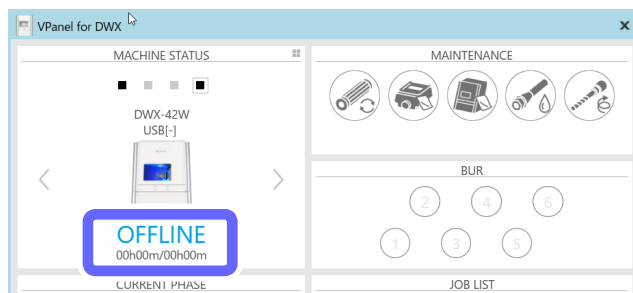 VPanel for DWX
MACHINE STATUS
DWX-42W
USB[-]
OFFLINE
00h00m/00h00m
CURRENT PHASE
MAINTENANCE
BUR
2 4 6
1 3 5
JOB LIST